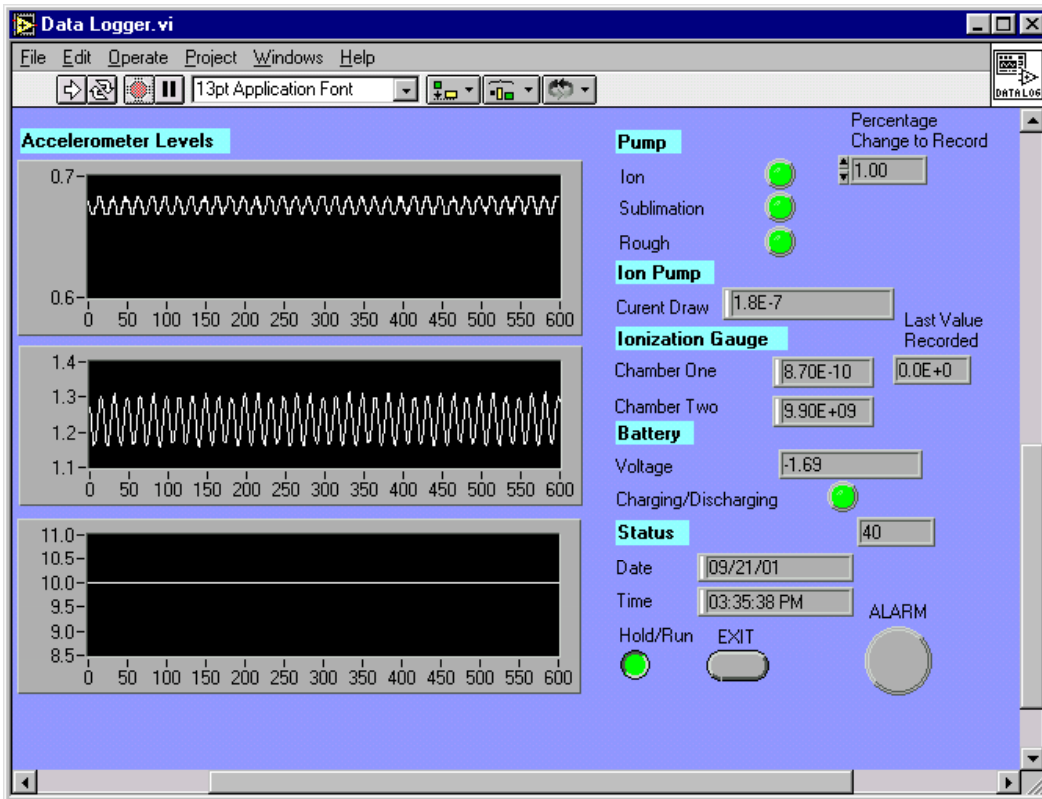 Data Logger.vi
File Edit Operate Project Windows Help
13pt Application Font
DATALOG
Accelerometer Levels
0.7
0.6
0 50 100 150 200 250 300 350 400 450 500 550 600
1.4
1.3
1.2
1.1
0 50 100 150 200 250 300 350 400 450 500 550 600
11.0
10.5
10.0
9.5
9.0
8.5
0 50 100 150 200 250 300 350 400 450 500 550 600
Percentage
Change to Record
1.00
Pump
Ion
Sublimation
Rough
Ion Pump
Curent Draw 1.8E-7
Ionization Gauge
Last Value
Recorded
Chamber One 8.70E-10 0.0E+0
Chamber Two 9.90E+09
Battery
Voltage -1.69
Charging/Discharging
Status 40
Date 09/21/01
Time 03:35:38 PM
Hold/Run EXIT ALARM